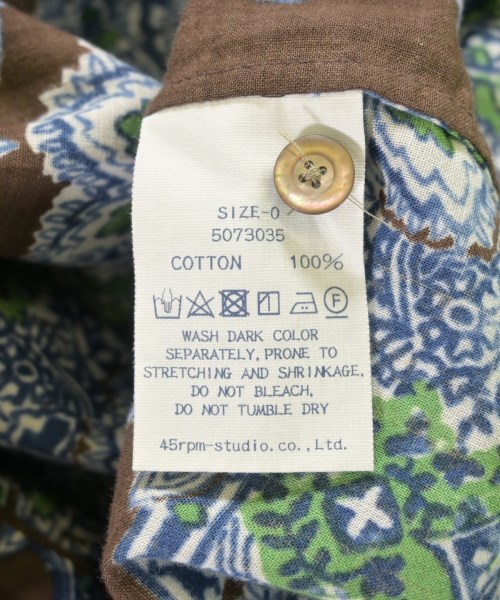 SIZE-0
5073035
COTTON 100%
F
WASH DARK COLOR
SEPARATELY, PRONE TO
STRETCHING AND SHRINKAGE,
DO NOT BLEACH,
DO NOT TUMBLE DRY
45rpm-studio.co.,Ltd.